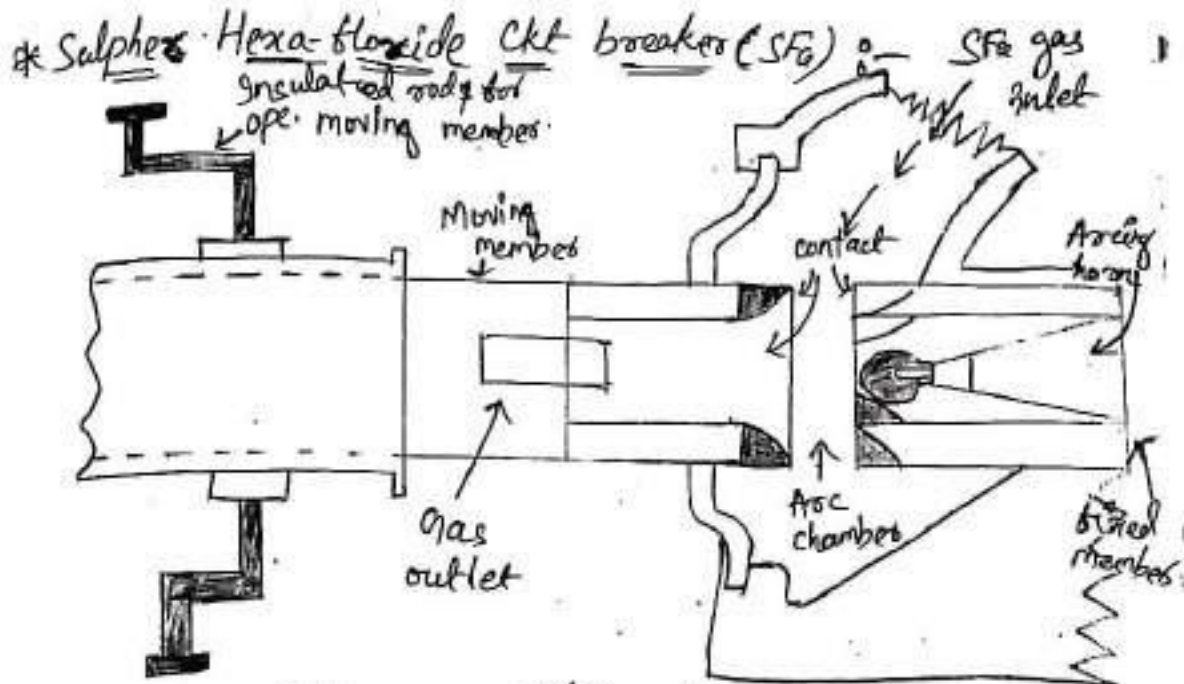 * Sulpher Hexa-floxide Ckt breaker (SF6) :-
SF6 gas
inlet
Insulated rods for
ope. moving member.
Moving
member
contact
Arcing
horn
Gas
outlet
Arc
chamber
fixed
member.